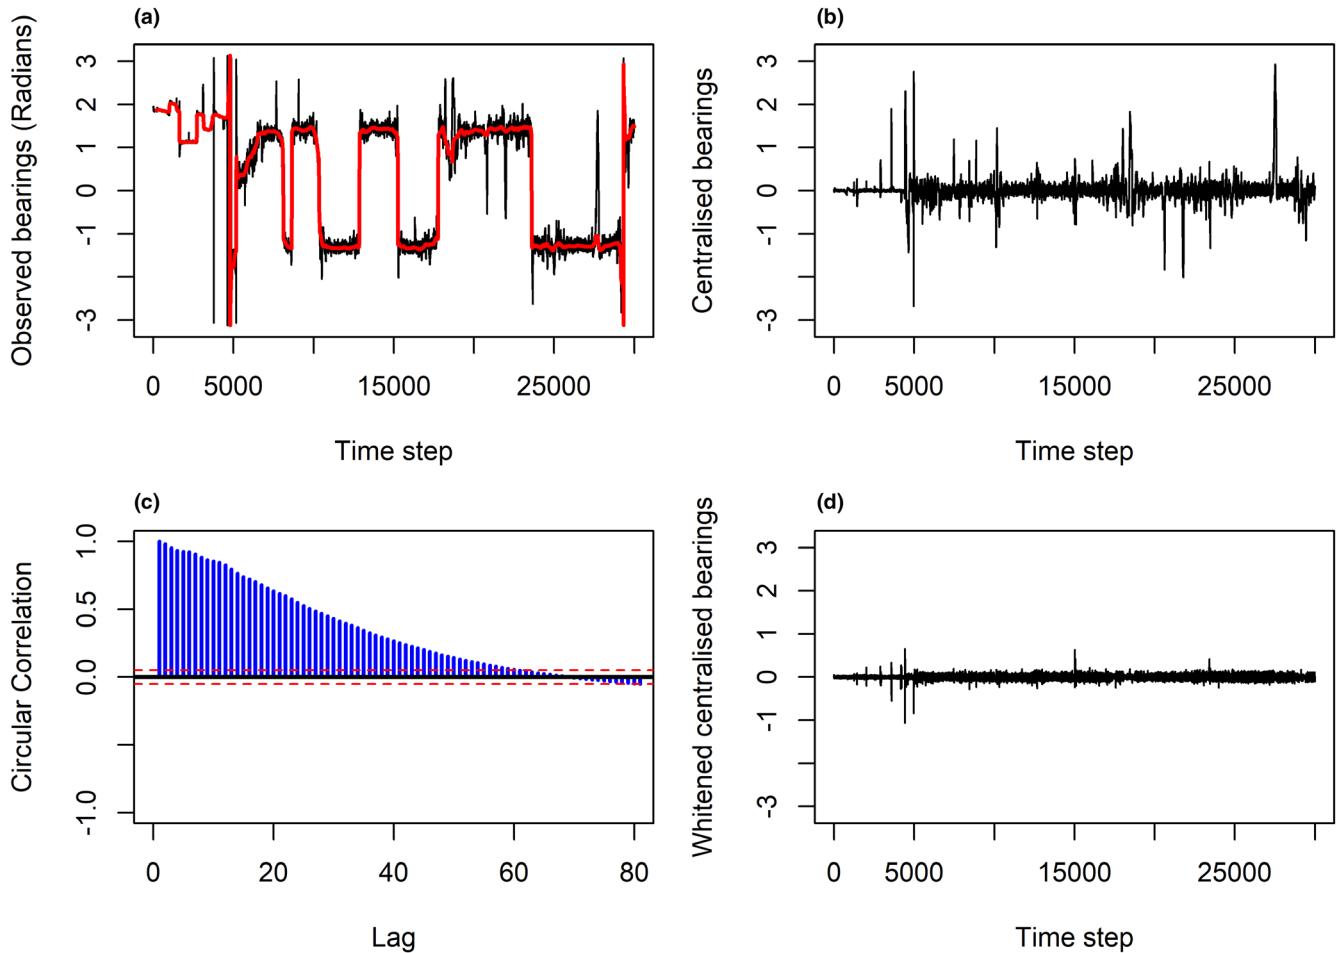 (a)
Observed bearings (Radians)
3
2
1
0
-1
-3
0 5000 15000 25000
Time step
(b)
Centralised bearings
3
2
1
0
-1
-3
0 5000 15000 25000
Time step
(c)
Circular Correlation
1.0
0.5
0.0
-1.0
0 20 40 60 80
Lag
(d)
Whitened centralised bearings
3
2
1
0
-1
-3
0 5000 15000 25000
Time step